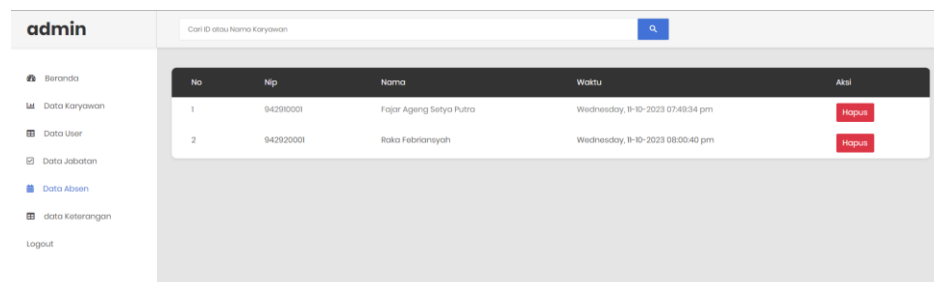 admin
Cari ID atau Nama Karyawan
Beranda
Data Karyawan
Data User
Data Jabatan
Data Absen
data Keterangan
Logout
No Nip Nama Waktu Aksi
1 942910001 Fajar Ageng Setya Putra Wednesday, 11-10-2023 07:49:34 pm Hapus
2 942920001 Raka Febriansyah Wednesday, 11-10-2023 08:00:40 pm Hapus